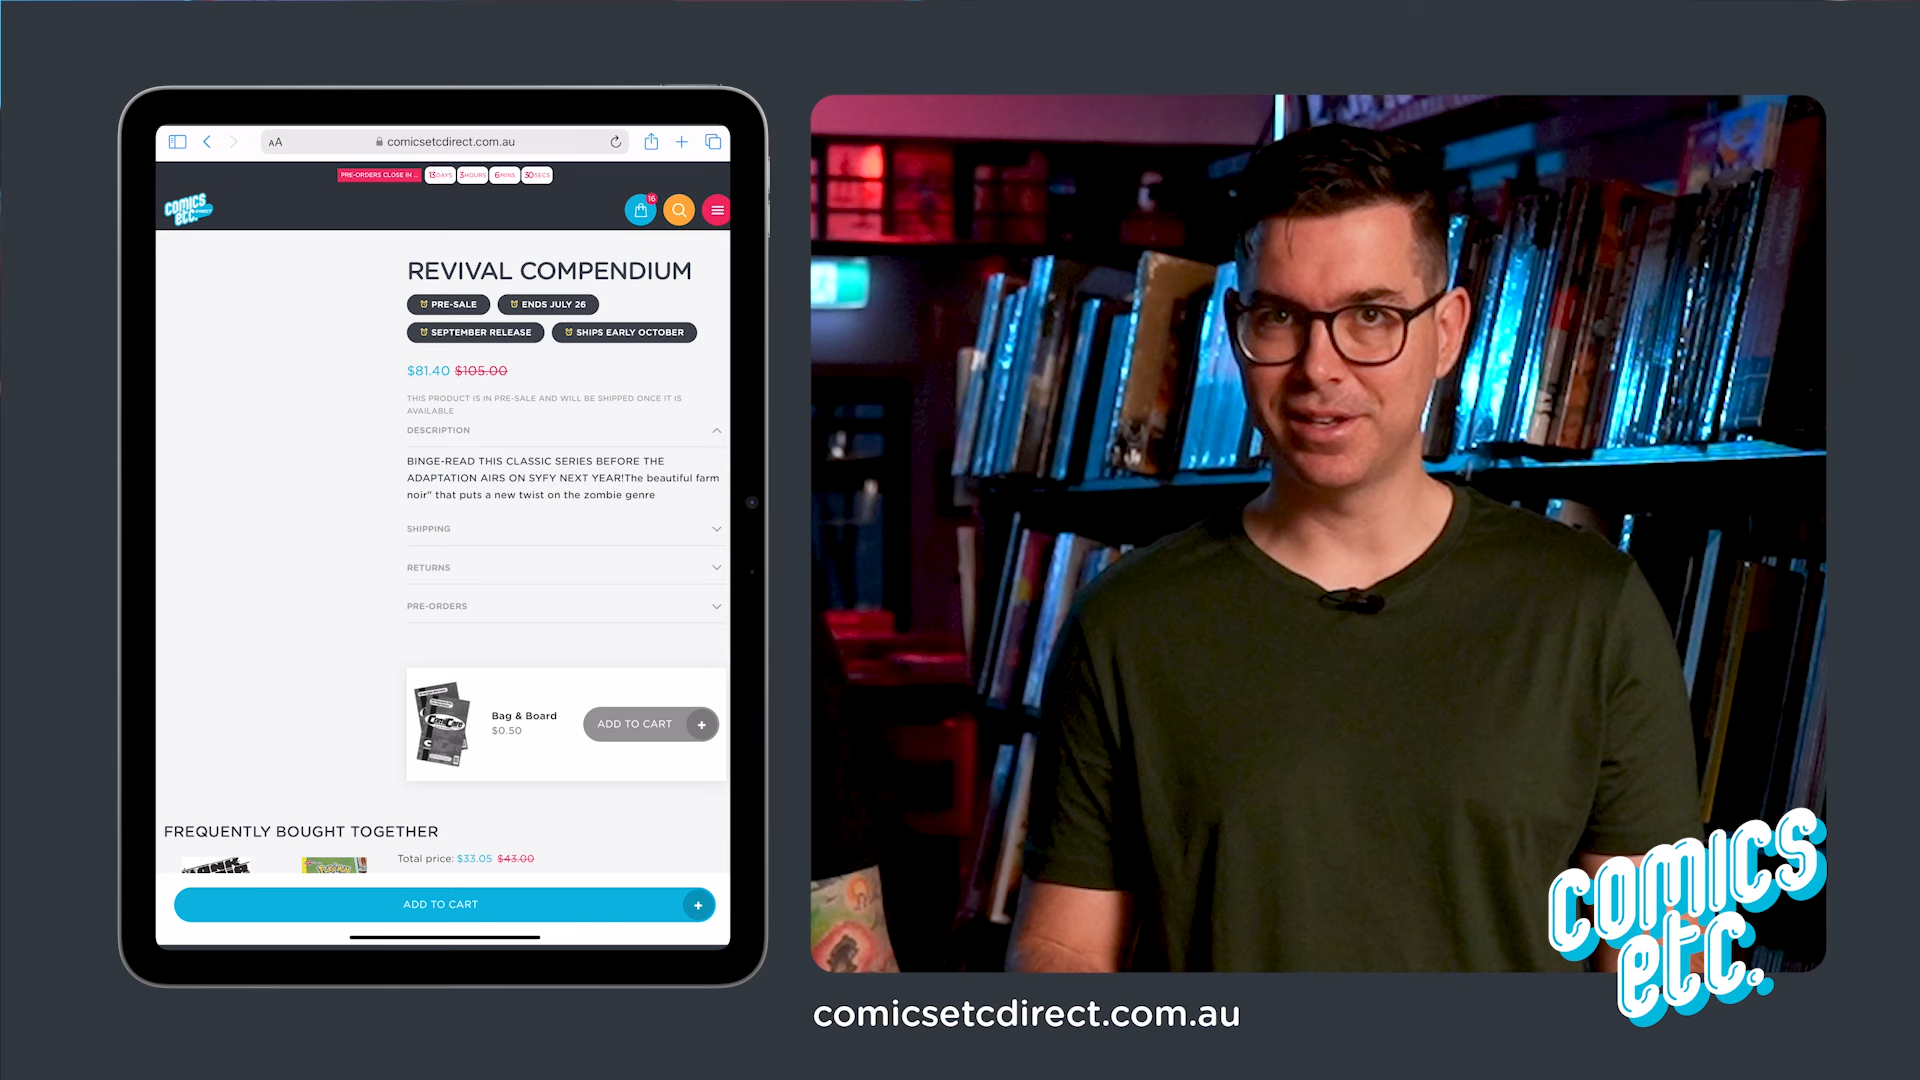 AA
comicsetcdirect.com.au
PRE-ORDERS CLOSE IN ...
13 DAYS
3 HOURS
6 MINS
30 SECS
COMICS
etc. DIRECT
16
REVIVAL COMPENDIUM
PRE-SALE
ENDS JULY 26
SEPTEMBER RELEASE
SHIPS EARLY OCTOBER
$81.40 $105.00
THIS PRODUCT IS IN PRE-SALE AND WILL BE SHIPPED ONCE IT IS
AVAILABLE
DESCRIPTION
BINGE-READ THIS CLASSIC SERIES BEFORE THE
ADAPTATION AIRS ON SYFY NEXT YEAR!The beautiful farm
noir" that puts a new twist on the zombie genre
SHIPPING
RETURNS
PRE-ORDERS
ComiCare
Bag & Board
$0.50
ADD TO CART
FREQUENTLY BOUGHT TOGETHER
Total price: $33.05 $43.00
ADD TO CART
comics
etc.
comicsetcdirect.com.au